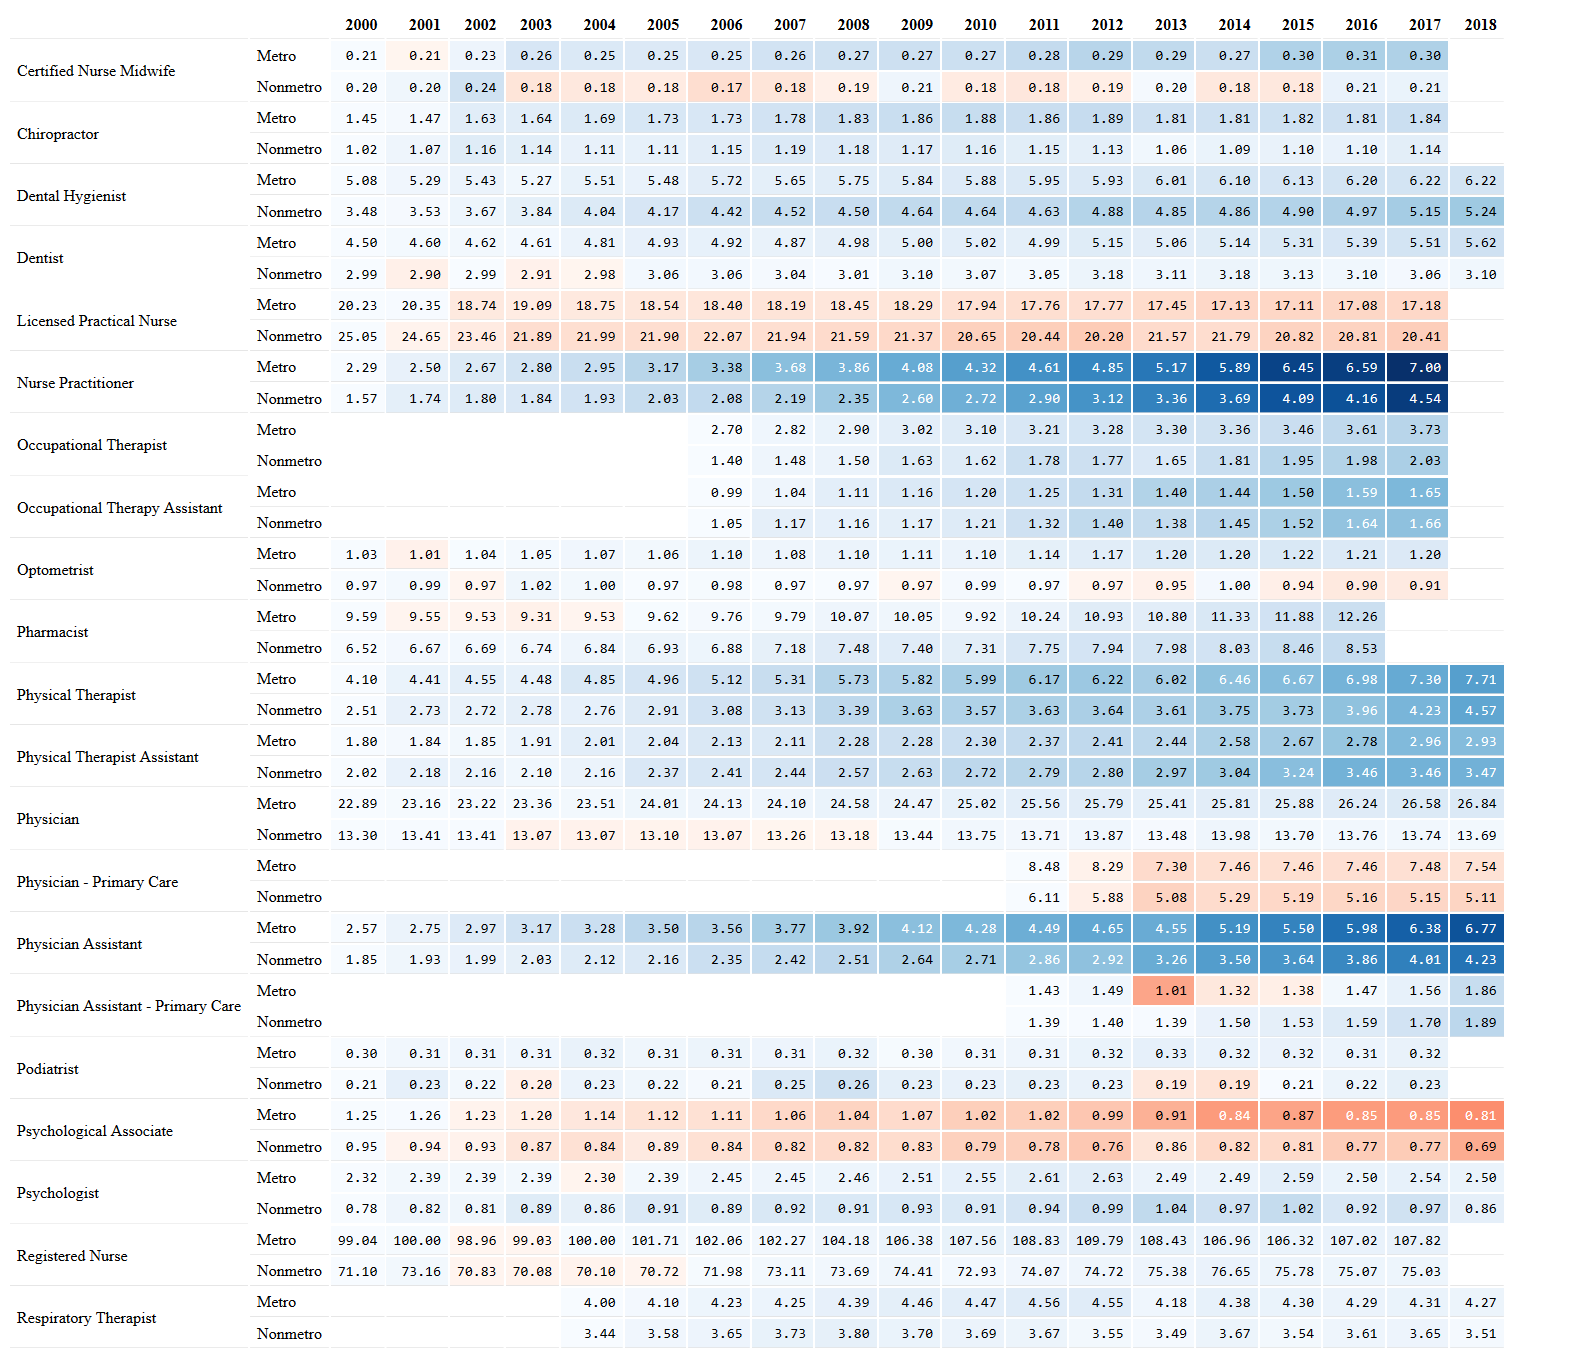 2000 2001 2002 2003 2004 2005 2006 2007 2008 2009 2010 2011 2012 2013 2014 2015 2016 2017 2018
Certified Nurse Midwife
Metro 0.21 0.21 0.23 0.26 0.25 0.25 0.25 0.26 0.27 0.27 0.27 0.28 0.29 0.29 0.27 0.30 0.31 0.30
Nonmetro 0.20 0.20 0.24 0.18 0.18 0.18 0.17 0.18 0.19 0.21 0.18 0.18 0.19 0.20 0.18 0.18 0.21 0.21
Chiropractor
Metro 1.45 1.47 1.63 1.64 1.69 1.73 1.73 1.78 1.83 1.86 1.88 1.86 1.89 1.81 1.81 1.82 1.81 1.84
Nonmetro 1.02 1.07 1.16 1.14 1.11 1.11 1.15 1.19 1.18 1.17 1.16 1.15 1.13 1.06 1.09 1.10 1.10 1.14
Dental Hygienist
Metro 5.08 5.29 5.43 5.27 5.51 5.48 5.72 5.65 5.75 5.84 5.88 5.95 5.93 6.01 6.10 6.13 6.20 6.22 6.22
Nonmetro 3.48 3.53 3.67 3.84 4.04 4.17 4.42 4.52 4.50 4.64 4.64 4.63 4.88 4.85 4.86 4.90 4.97 5.15 5.24
Dentist
Metro 4.50 4.60 4.62 4.61 4.81 4.93 4.92 4.87 4.98 5.00 5.02 4.99 5.15 5.06 5.14 5.31 5.39 5.51 5.62
Nonmetro 2.99 2.90 2.99 2.91 2.98 3.06 3.06 3.04 3.01 3.10 3.07 3.05 3.18 3.11 3.18 3.13 3.10 3.06 3.10
Licensed Practical Nurse
Metro 20.23 20.35 18.74 19.09 18.75 18.54 18.40 18.19 18.45 18.29 17.94 17.76 17.77 17.45 17.13 17.11 17.08 17.18
Nonmetro 25.05 24.65 23.46 21.89 21.99 21.90 22.07 21.94 21.59 21.37 20.65 20.44 20.20 21.57 21.79 20.82 20.81 20.41
Nurse Practitioner
Metro 2.29 2.50 2.67 2.80 2.95 3.17 3.38 3.68 3.86 4.08 4.32 4.61 4.85 5.17 5.89 6.45 6.59 7.00
Nonmetro 1.57 1.74 1.80 1.84 1.93 2.03 2.08 2.19 2.35 2.60 2.72 2.90 3.12 3.36 3.69 4.09 4.16 4.54
Occupational Therapist
Metro 2.70 2.82 2.90 3.02 3.10 3.21 3.28 3.30 3.36 3.46 3.61 3.73
Nonmetro 1.40 1.48 1.50 1.63 1.62 1.78 1.77 1.65 1.81 1.95 1.98 2.03
Occupational Therapy Assistant
Metro 0.99 1.04 1.11 1.16 1.20 1.25 1.31 1.40 1.44 1.50 1.59 1.65
Nonmetro 1.05 1.17 1.16 1.17 1.21 1.32 1.40 1.38 1.45 1.52 1.64 1.66
Optometrist
Metro 1.03 1.01 1.04 1.05 1.07 1.06 1.10 1.08 1.10 1.11 1.10 1.14 1.17 1.20 1.20 1.22 1.21 1.20
Nonmetro 0.97 0.99 0.97 1.02 1.00 0.97 0.98 0.97 0.97 0.97 0.99 0.97 0.97 0.95 1.00 0.94 0.90 0.91
Pharmacist
Metro 9.59 9.55 9.53 9.31 9.53 9.62 9.76 9.79 10.07 10.05 9.92 10.24 10.93 10.80 11.33 11.88 12.26
Nonmetro 6.52 6.67 6.69 6.74 6.84 6.93 6.88 7.18 7.48 7.40 7.31 7.75 7.94 7.98 8.03 8.46 8.53
Physical Therapist
Metro 4.10 4.41 4.55 4.48 4.85 4.96 5.12 5.31 5.73 5.82 5.99 6.17 6.22 6.02 6.46 6.67 6.98 7.30 7.71
Nonmetro 2.51 2.73 2.72 2.78 2.76 2.91 3.08 3.13 3.39 3.63 3.57 3.63 3.64 3.61 3.75 3.73 3.96 4.23 4.57
Physical Therapist Assistant
Metro 1.80 1.84 1.85 1.91 2.01 2.04 2.13 2.11 2.28 2.28 2.30 2.37 2.41 2.44 2.58 2.67 2.78 2.96 2.93
Nonmetro 2.02 2.18 2.16 2.10 2.16 2.37 2.41 2.44 2.57 2.63 2.72 2.79 2.80 2.97 3.04 3.24 3.46 3.46 3.47
Physician
Metro 22.89 23.16 23.22 23.36 23.51 24.01 24.13 24.10 24.58 24.47 25.02 25.56 25.79 25.41 25.81 25.88 26.24 26.58 26.84
Nonmetro 13.30 13.41 13.41 13.07 13.07 13.10 13.07 13.26 13.18 13.44 13.75 13.71 13.87 13.48 13.98 13.70 13.76 13.74 13.69
Physician - Primary Care
Metro 8.48 8.29 7.30 7.46 7.46 7.46 7.48 7.54
Nonmetro 6.11 5.88 5.08 5.29 5.19 5.16 5.15 5.11
Physician Assistant
Metro 2.57 2.75 2.97 3.17 3.28 3.50 3.56 3.77 3.92 4.12 4.28 4.49 4.65 4.55 5.19 5.50 5.98 6.38 6.77
Nonmetro 1.85 1.93 1.99 2.03 2.12 2.16 2.35 2.42 2.51 2.64 2.71 2.86 2.92 3.26 3.50 3.64 3.86 4.01 4.23
Physician Assistant - Primary Care
Metro 1.43 1.49 1.01 1.32 1.38 1.47 1.56 1.86
Nonmetro 1.39 1.40 1.39 1.50 1.53 1.59 1.70 1.89
Podiatrist
Metro 0.30 0.31 0.31 0.31 0.32 0.31 0.31 0.31 0.32 0.30 0.31 0.31 0.32 0.33 0.32 0.32 0.31 0.32
Nonmetro 0.21 0.23 0.22 0.20 0.23 0.22 0.21 0.25 0.26 0.23 0.23 0.23 0.23 0.19 0.19 0.21 0.22 0.23
Psychological Associate
Metro 1.25 1.26 1.23 1.20 1.14 1.12 1.11 1.06 1.04 1.07 1.02 1.02 0.99 0.91 0.84 0.87 0.85 0.85 0.81
Nonmetro 0.95 0.94 0.93 0.87 0.84 0.89 0.84 0.82 0.82 0.83 0.79 0.78 0.76 0.86 0.82 0.81 0.77 0.77 0.69
Psychologist
Metro 2.32 2.39 2.39 2.39 2.30 2.39 2.45 2.45 2.46 2.51 2.55 2.61 2.63 2.49 2.49 2.59 2.50 2.54 2.50
Nonmetro 0.78 0.82 0.81 0.89 0.86 0.91 0.89 0.92 0.91 0.93 0.91 0.94 0.99 1.04 0.97 1.02 0.92 0.97 0.86
Registered Nurse
Metro 99.04 100.00 98.96 99.03 100.00 101.71 102.06 102.27 104.18 106.38 107.56 108.83 109.79 108.43 106.96 106.32 107.02 107.82
Nonmetro 71.10 73.16 70.83 70.08 70.10 70.72 71.98 73.11 73.69 74.41 72.93 74.07 74.72 75.38 76.65 75.78 75.07 75.03
Respiratory Therapist
Metro 4.00 4.10 4.23 4.25 4.39 4.46 4.47 4.56 4.55 4.18 4.38 4.30 4.29 4.31 4.27
Nonmetro 3.44 3.58 3.65 3.73 3.80 3.70 3.69 3.67 3.55 3.49 3.67 3.54 3.61 3.65 3.51